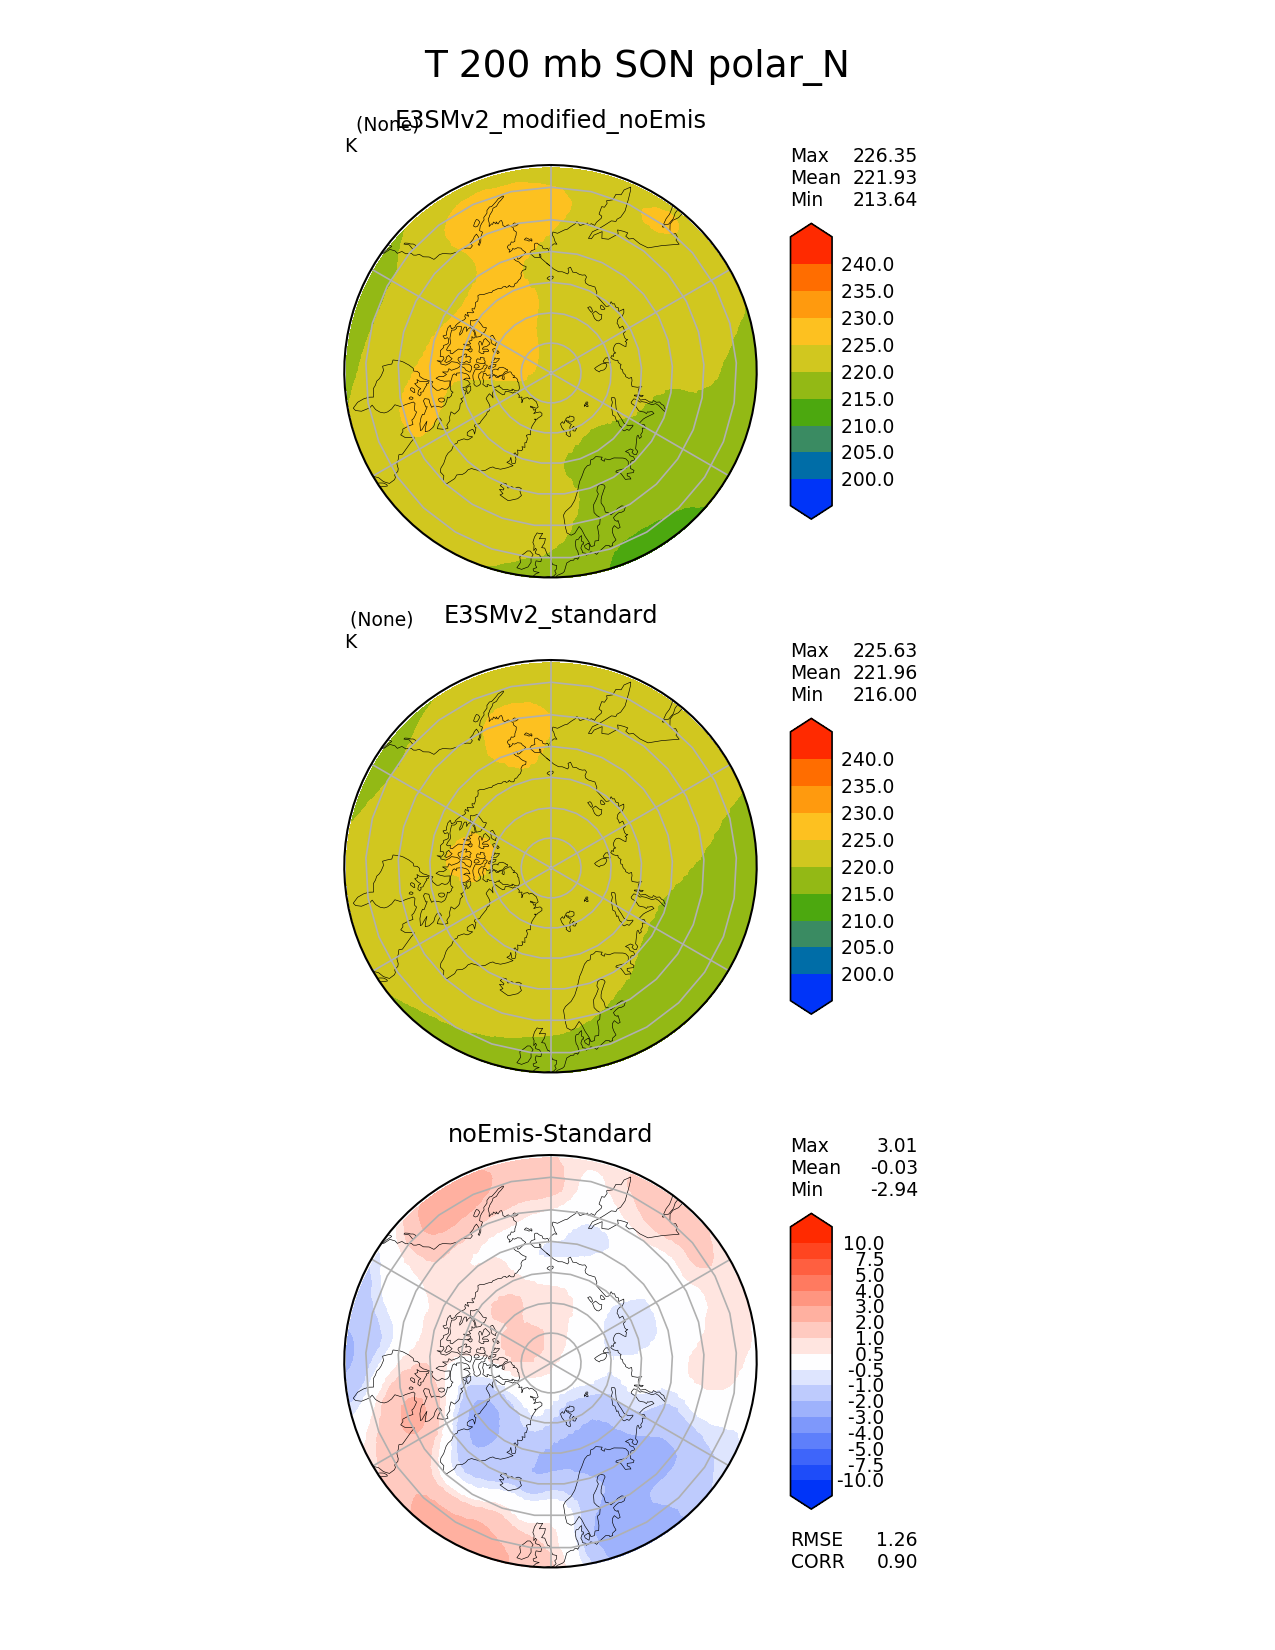 T 200 mb SON polar_N
(None)
E3SMv2_modified_noEmis
K
Max 226.35
Mean 221.93
Min 213.64
240.0
235.0
230.0
225.0
220.0
215.0
210.0
205.0
200.0
(None)
E3SMv2_standard
K
Max 225.63
Mean 221.96
Min 216.00
240.0
235.0
230.0
225.0
220.0
215.0
210.0
205.0
200.0
noEmis-Standard
Max 3.01
Mean -0.03
Min -2.94
10.0
7.5
5.0
4.0
3.0
2.0
1.0
0.5
-0.5
-1.0
-2.0
-3.0
-4.0
-5.0
-7.5
-10.0
RMSE 1.26
CORR 0.90